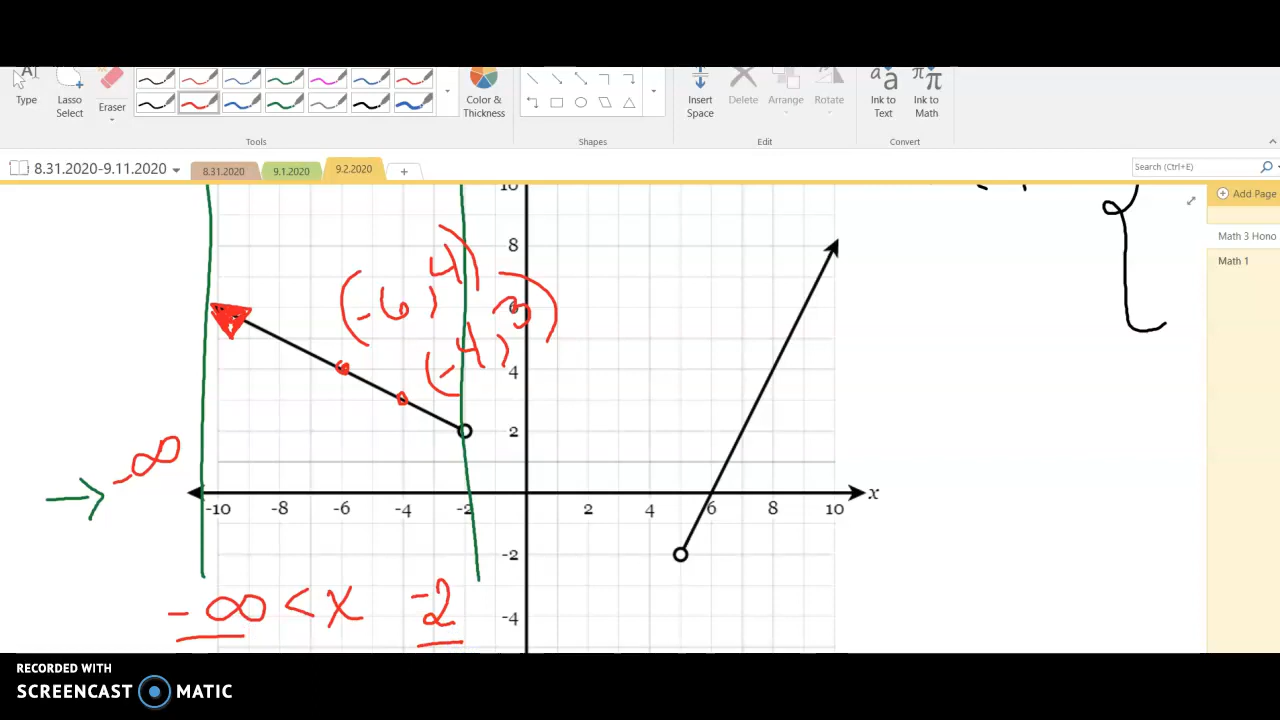 Type
Lasso Select
Eraser
Color & Thickness
Insert Space
Delete
Arrange
Rotate
Ink to Text
Ink to Math
Tools
Shapes
Edit
Convert
8.31.2020-9.11.2020
8.31.2020
9.1.2020
9.2.2020
+
Search (Ctrl+E)
Add Page
Math 3 Hono
Math 1
10
8
6
4
2
-2
-4
-10 -8 -6 -4 -2 2 4 6 8 10 x
(-6, 4)
(-4, 3)
-∞
-∞ < x -2
RECORDED WITH
SCREENCAST MATIC